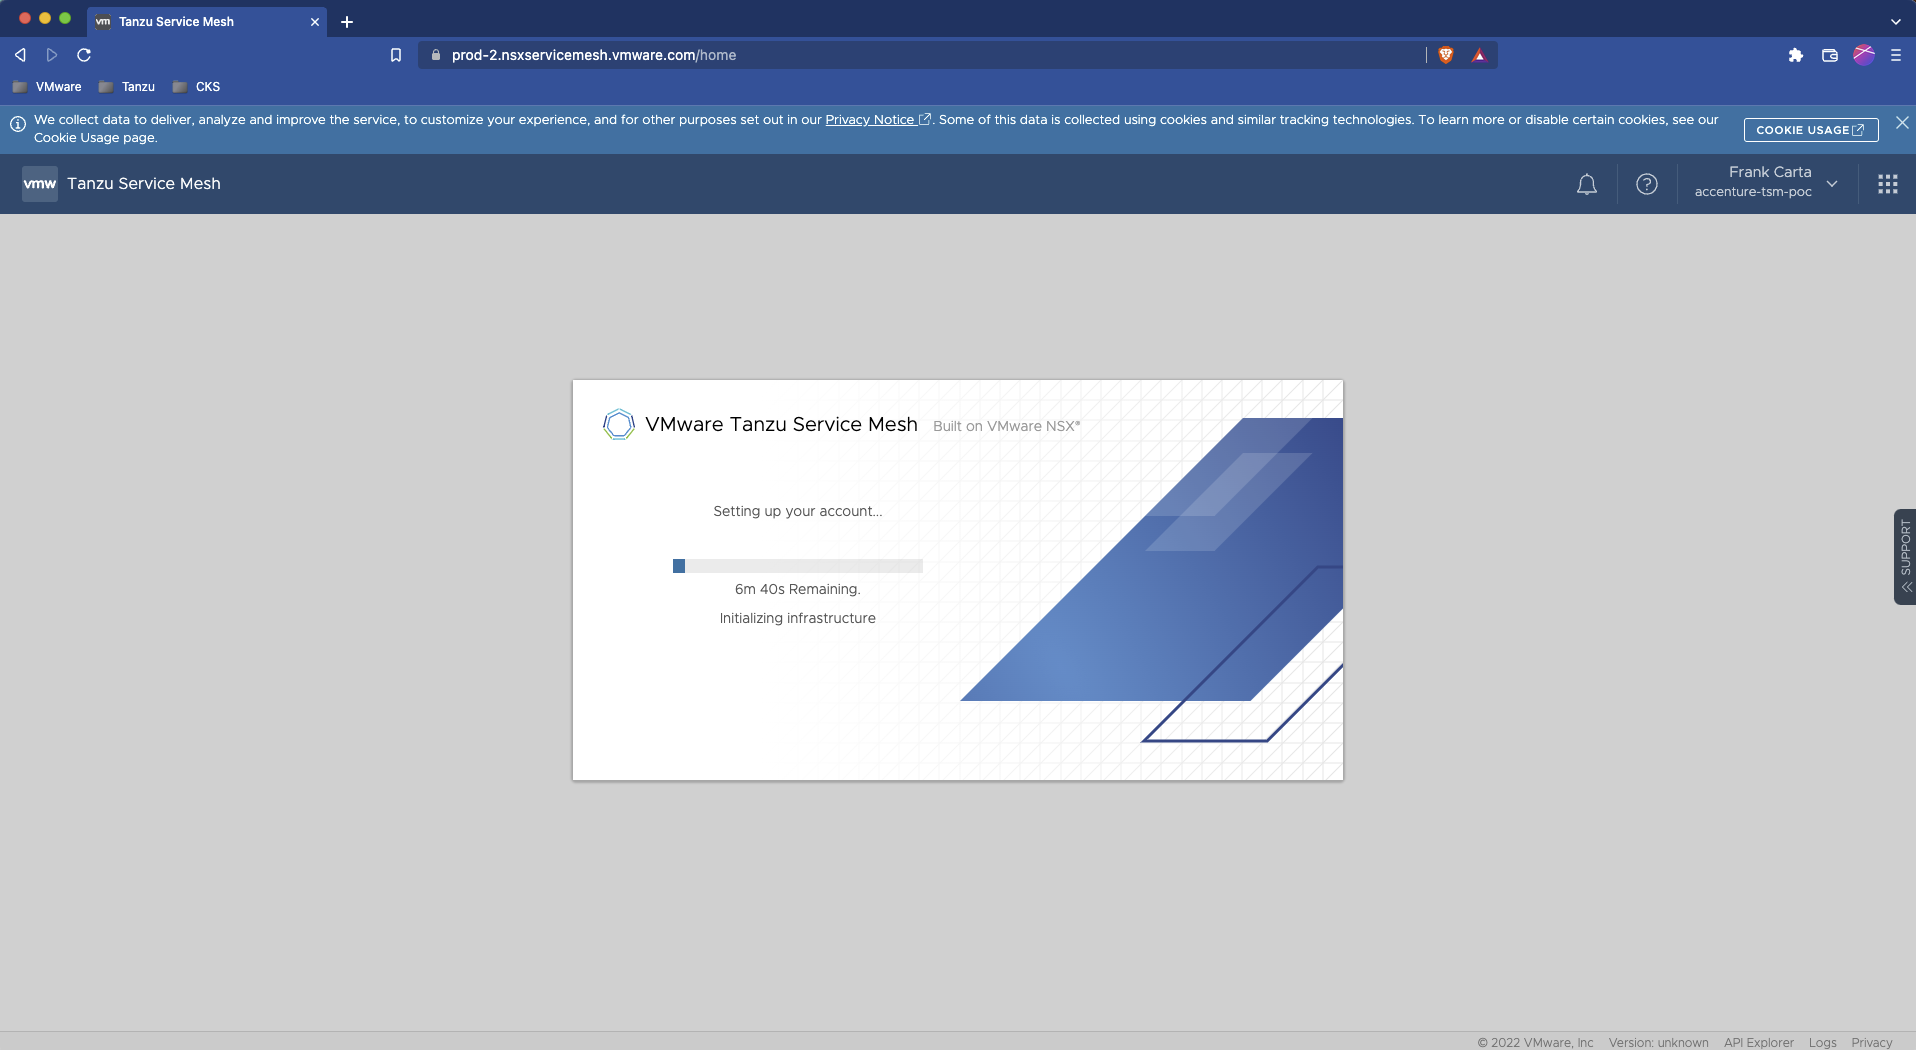 vm Tanzu Service Mesh
prod-2.nsxservicemesh.vmware.com/home
VMware Tanzu CKS
We collect data to deliver, analyze and improve the service, to customize your experience, and for other purposes set out in our Privacy Notice. Some of this data is collected using cookies and similar tracking technologies. To learn more or disable certain cookies, see our
Cookie Usage page.
COOKIE USAGE
vmw Tanzu Service Mesh
Frank Carta
accenture-tsm-poc
VMware Tanzu Service Mesh Built on VMware NSX®
Setting up your account...
6m 40s Remaining.
Initializing infrastructure
SUPPORT
© 2022 VMware, Inc Version: unknown API Explorer Logs Privacy